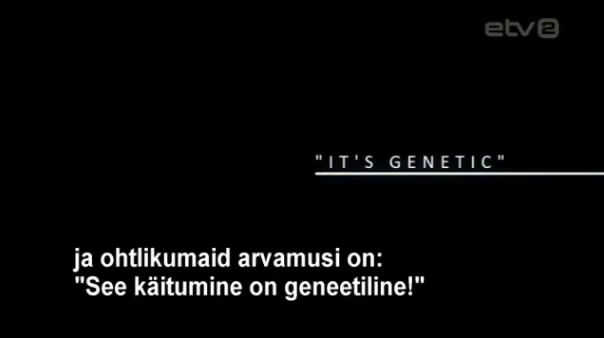 etv2
"IT'S GENETIC"
ja ohtlikumaid arvamusi on:
"See käitumine on geneetiline!"